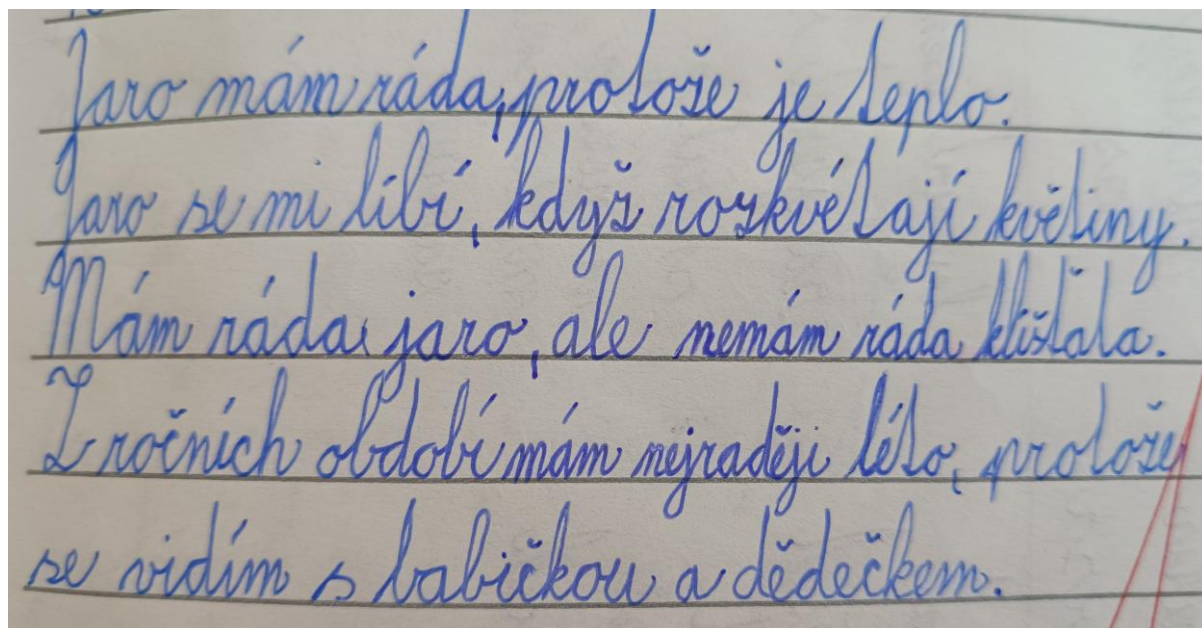 Jaro mám ráda, protože je teplo.
Jaro se mi líbí, když rozkvétají květiny.
Mám ráda jaro, ale nemám ráda klíšťata.
Z ročních období mám nejraději léto, protože
se vidím s babičkou a dědečkem.